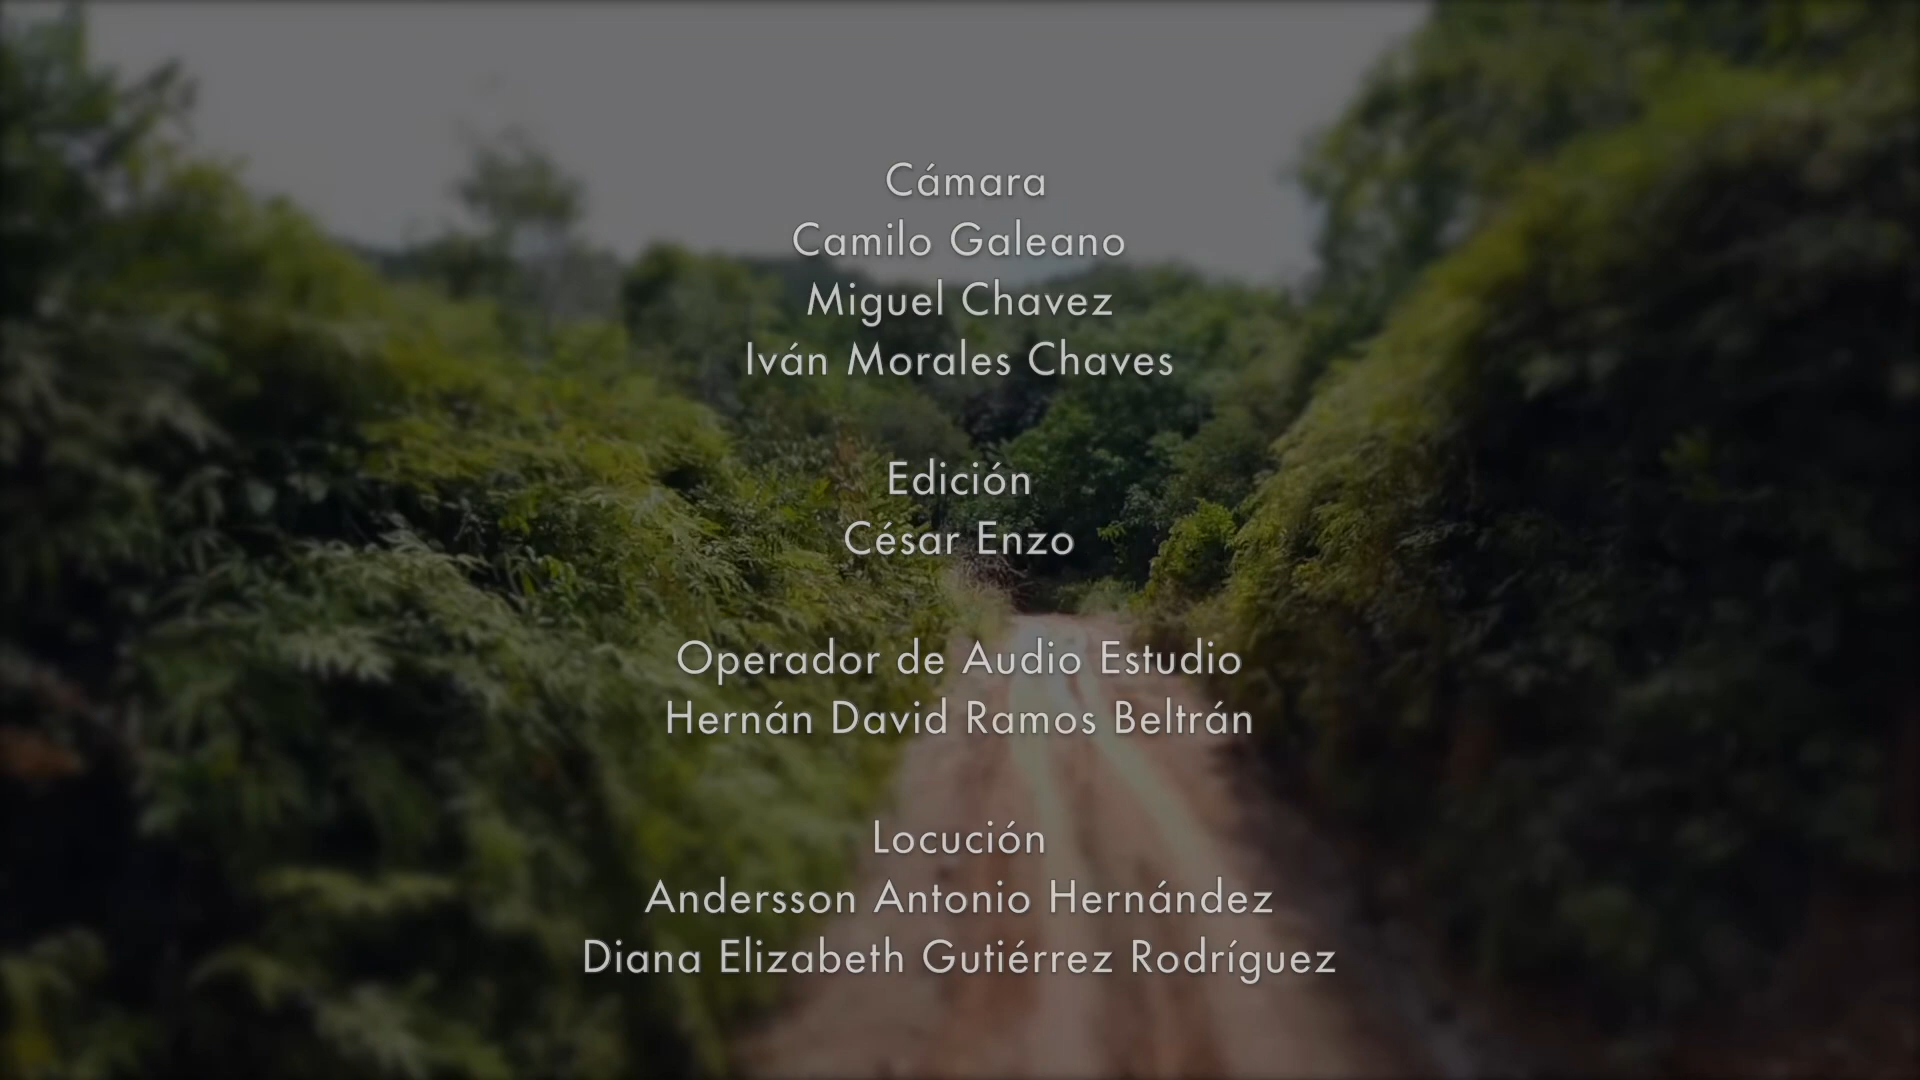 Cámara
Camilo Galeano
Miguel Chavez
Iván Morales Chaves
Edición
César Enzo
Operador de Audio Estudio
Hernán David Ramos Beltrán
Locución
Andersson Antonio Hernández
Diana Elizabeth Gutiérrez Rodríguez